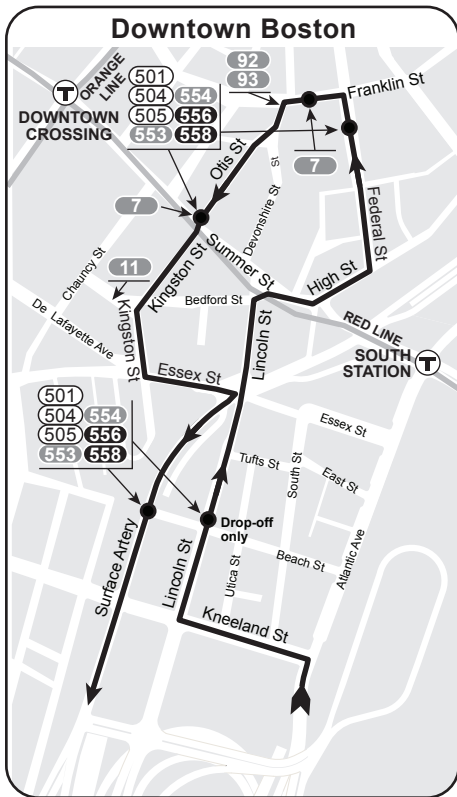 Downtown Boston
92
93
501
504 554
505 556
553 558
ORANGE
LINE
T
DOWNTOWN
CROSSING
Franklin St
7
Otis St
St
Devonshire St
7
Federal St
Summer St
Kingston St
High St
Chauncy St
11
Bedford St
De Lafayette Ave
Kingston St
Lincoln St
RED LINE
SOUTH
STATION
T
Essex St
501
504 554
505 556
553 558
Essex St
Tufts St
South St
East St
Drop-off
only
Atlantic Ave
Surface Artery
Lincoln St
Utica St
Beach St
Kneeland St